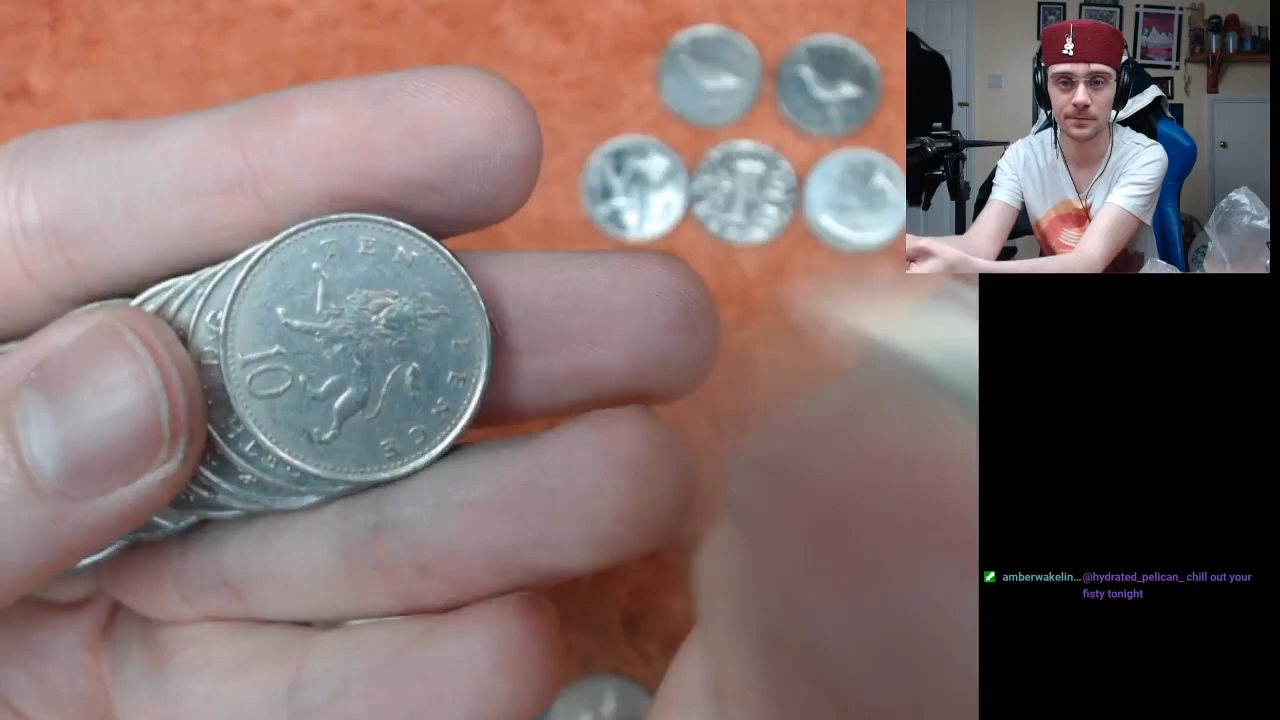 TEN PENCE
10
amberwakelin... @hydrated_pelican_ chill out your
fisty tonight